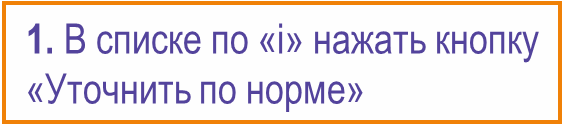 1. В списке по «i» нажать кнопку
«Уточнить по норме»